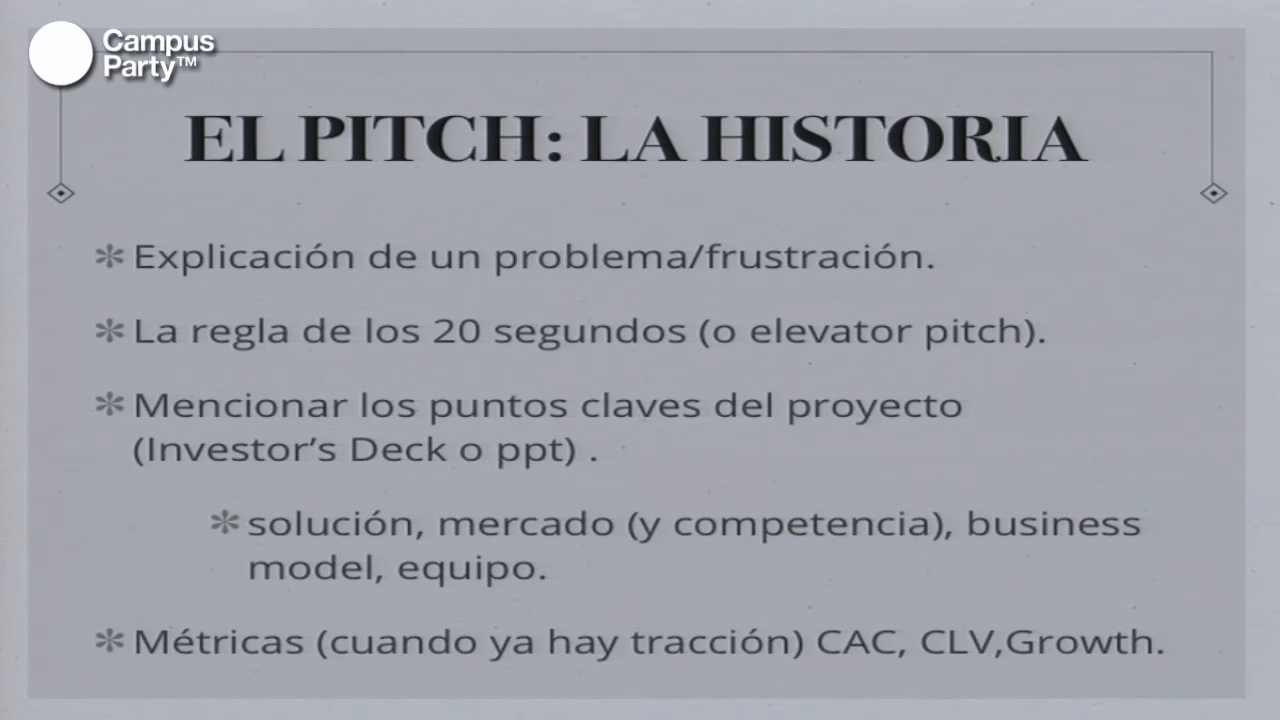 Campus
Party™
EL PITCH: LA HISTORIA
✻ Explicación de un problema/frustración.
✻ La regla de los 20 segundos (o elevator pitch).
✻ Mencionar los puntos claves del proyecto
(Investor’s Deck o ppt) .
✻ solución, mercado (y competencia), business
model, equipo.
✻ Métricas (cuando ya hay tracción) CAC, CLV,Growth.